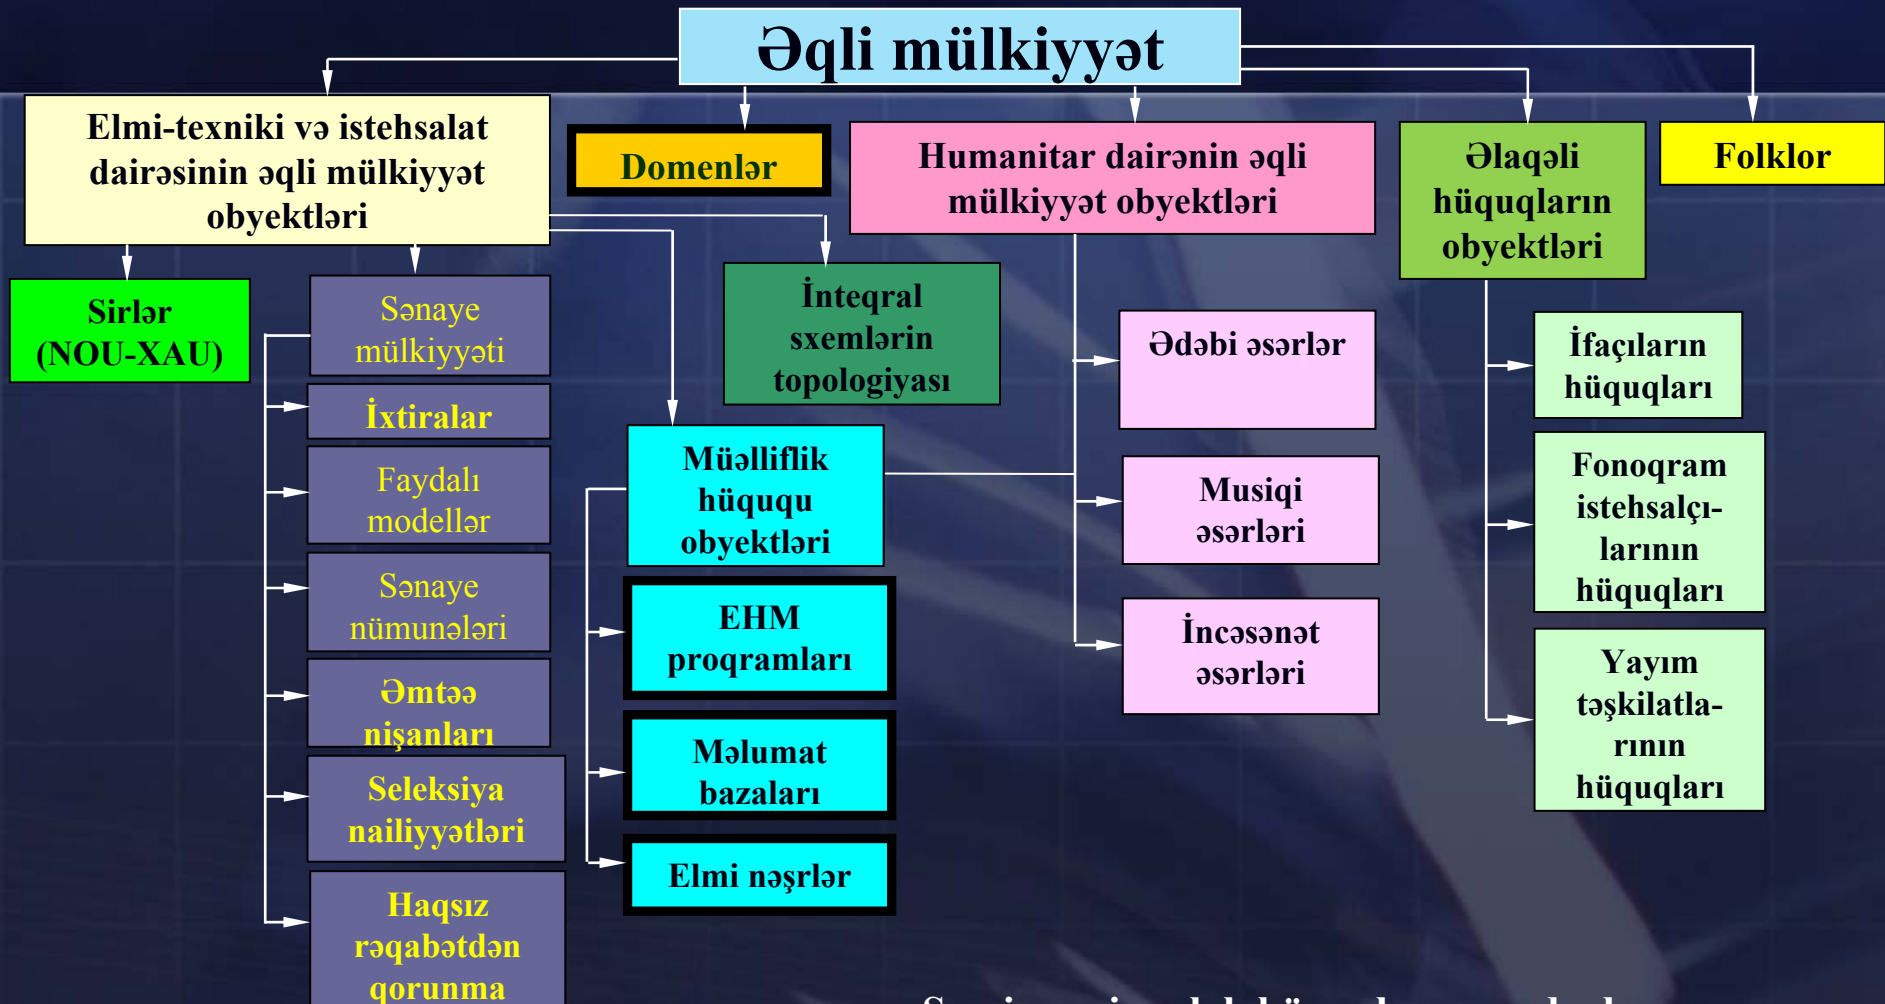 Əqli mülkiyyət
Elmi-texniki və istehsalat
dairəsinin əqli mülkiyyət
obyektləri
Domenlər
Humanitar dairənin əqli
mülkiyyət obyektləri
Əlaqəli
hüquqların
obyektləri
Folklor
Sirlər
(NOU-XAU)
Sənaye
mülkiyyəti
İxtiralar
Faydalı
modellər
Sənaye
nümunələri
Əmtəə
nişanları
Seleksiya
nailiyyətləri
Haqsız
rəqabətdən
qorunma
İnteqral
sxemlərin
topologiyası
Müəlliflik
hüququ
obyektləri
EHM
proqramları
Məlumat
bazaları
Elmi nəşrlər
Ədəbi əsərlər
Musiqi
əsərləri
İncəsənət
əsərləri
İfaçıların
hüquqları
Fonoqram
istehsalçı-
larının
hüquqları
Yayım
təşkilatla-
rının
hüquqları